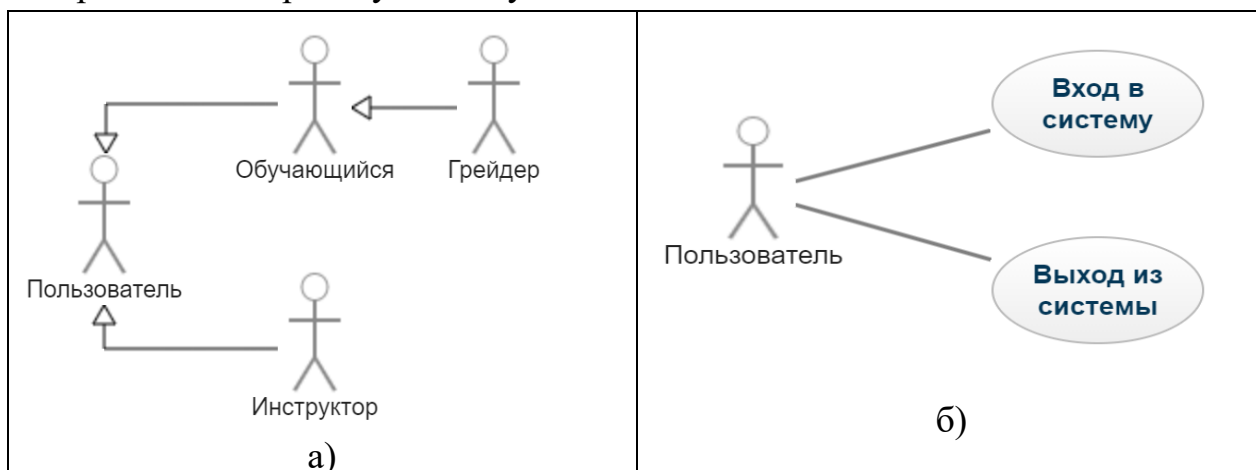 Обучающийся
Грейдер
Пользователь
Инструктор
а)
Вход в
систему
Пользователь
Выход из
системы
б)